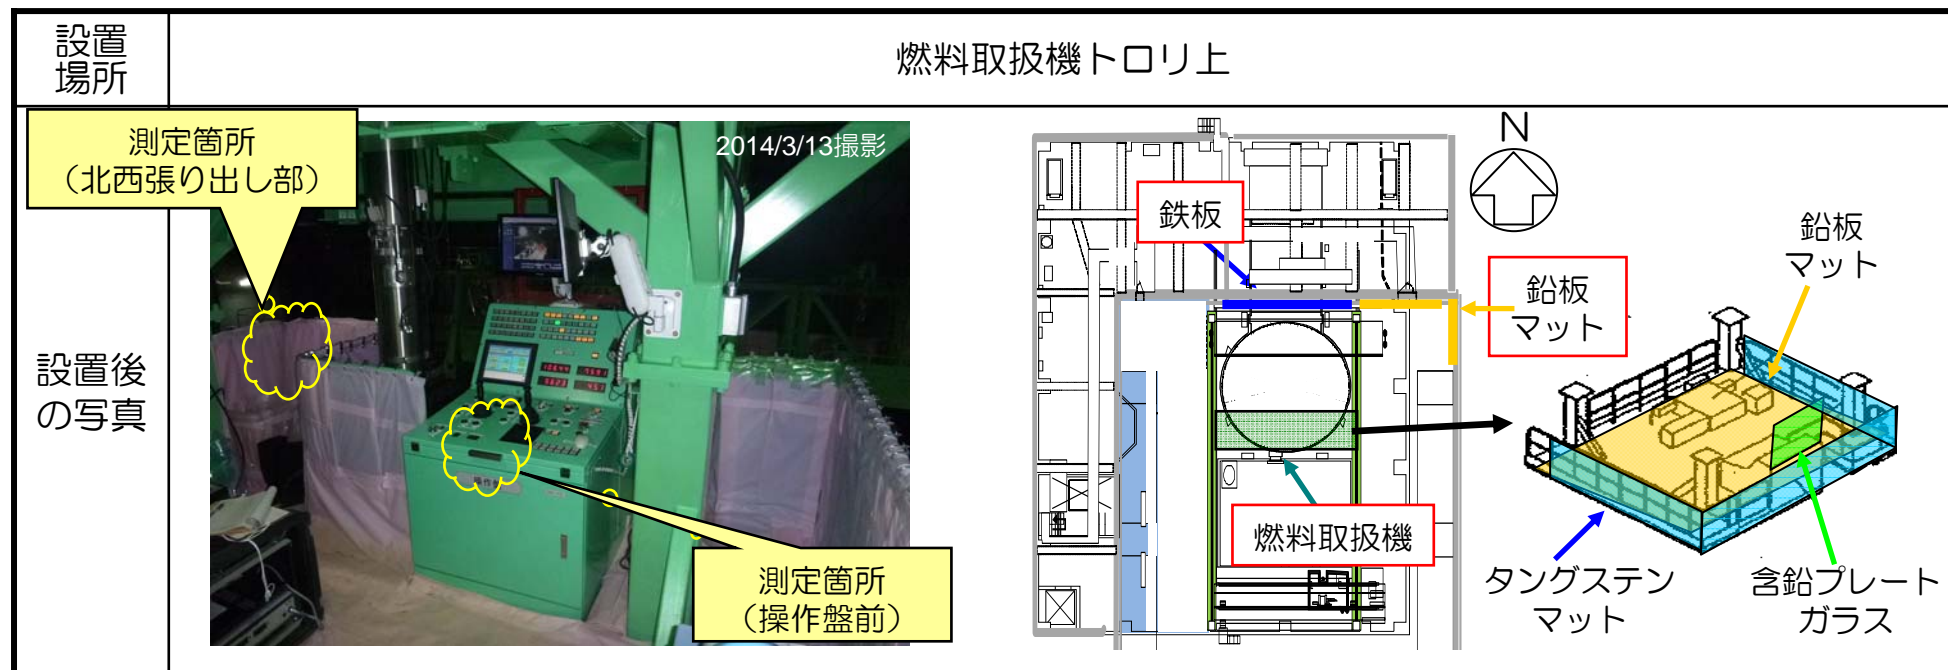 設置
場所
燃料取扱機トロリ上
設置後
の写真
測定箇所
（北西張り出し部）
2014/3/13撮影
測定箇所
（操作盤前）
N
鉄板
鉛板
マット
燃料取扱機
鉛板
マット
タングステン
マット
含鉛プレート
ガラス